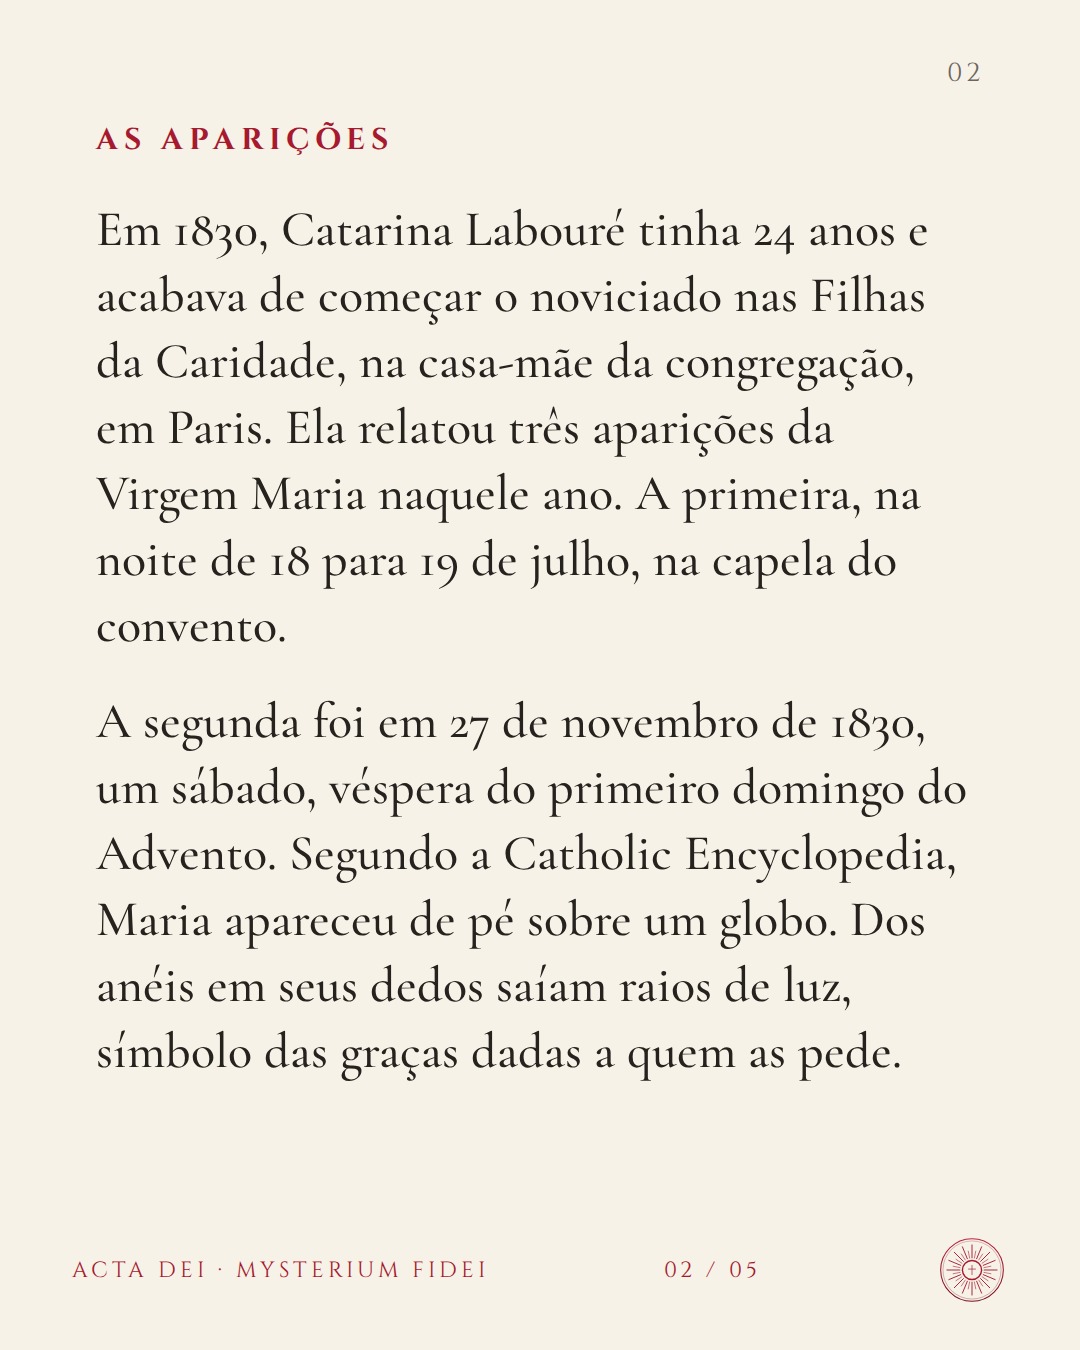 02
AS APARIÇÕES
Em 1830, Catarina Labouré tinha 24 anos e
acabava de começar o noviciado nas Filhas
da Caridade, na casa-mãe da congregação,
em Paris. Ela relatou três aparições da
Virgem Maria naquele ano. A primeira, na
noite de 18 para 19 de julho, na capela do
convento.
A segunda foi em 27 de novembro de 1830,
um sábado, véspera do primeiro domingo do
Advento. Segundo a Catholic Encyclopedia,
Maria apareceu de pé sobre um globo. Dos
anéis em seus dedos saíam raios de luz,
símbolo das graças dadas a quem as pede.
ACTA DEI · MYSTERIUM FIDEI 02 / 05